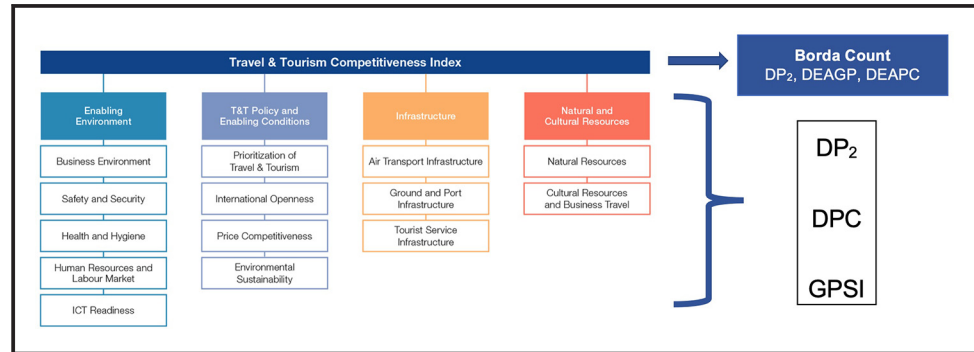 Travel & Tourism Competitiveness Index
Borda Count
DP₂, DEAGP, DEAPC
Enabling
Environment
Business Environment
Safety and Security
Health and Hygiene
Human Resources and
Labour Market
ICT Readiness
T&T Policy and
Enabling Conditions
Prioritization of
Travel & Tourism
International Openness
Price Competitiveness
Environmental
Sustainability
Infrastructure
Air Transport Infrastructure
Ground and Port
Infrastructure
Tourist Service
Infrastructure
Natural and
Cultural Resources
Natural Resources
Cultural Resources
and Business Travel
DP₂
DPC
GPSI